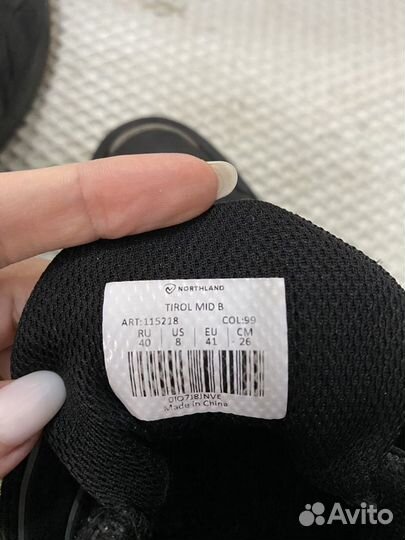 NORTHLAND
TIROL MID B
ART:115218 COL:99
RU US EU CM
40 8 41 26
Made in China
Avito